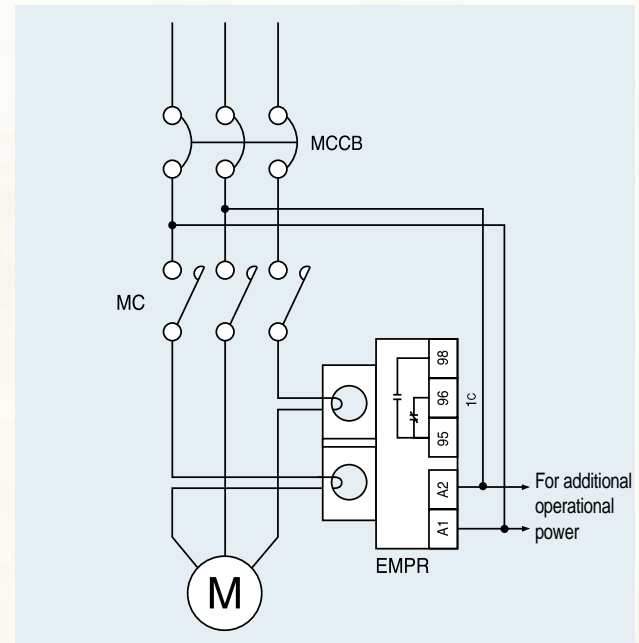 MCCB
MC
98
96
95
1c
A2
A1
For additional
operational
power
EMPR
M